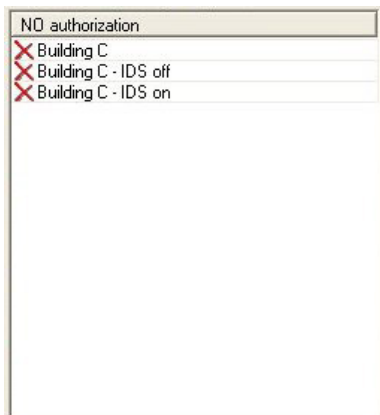 NO authorization
Building C
Building C - IDS off
Building C - IDS on